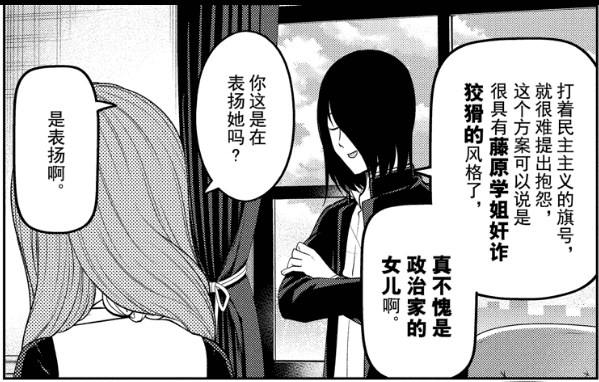 打着民主主义的旗号，
就很难提出抱怨，
这个方案可以说是
很具有藤原学姐奸诈
狡猾的风格了，
真不愧是
政治家的
女儿啊。
你这是在
表扬她吗？
是表扬啊。